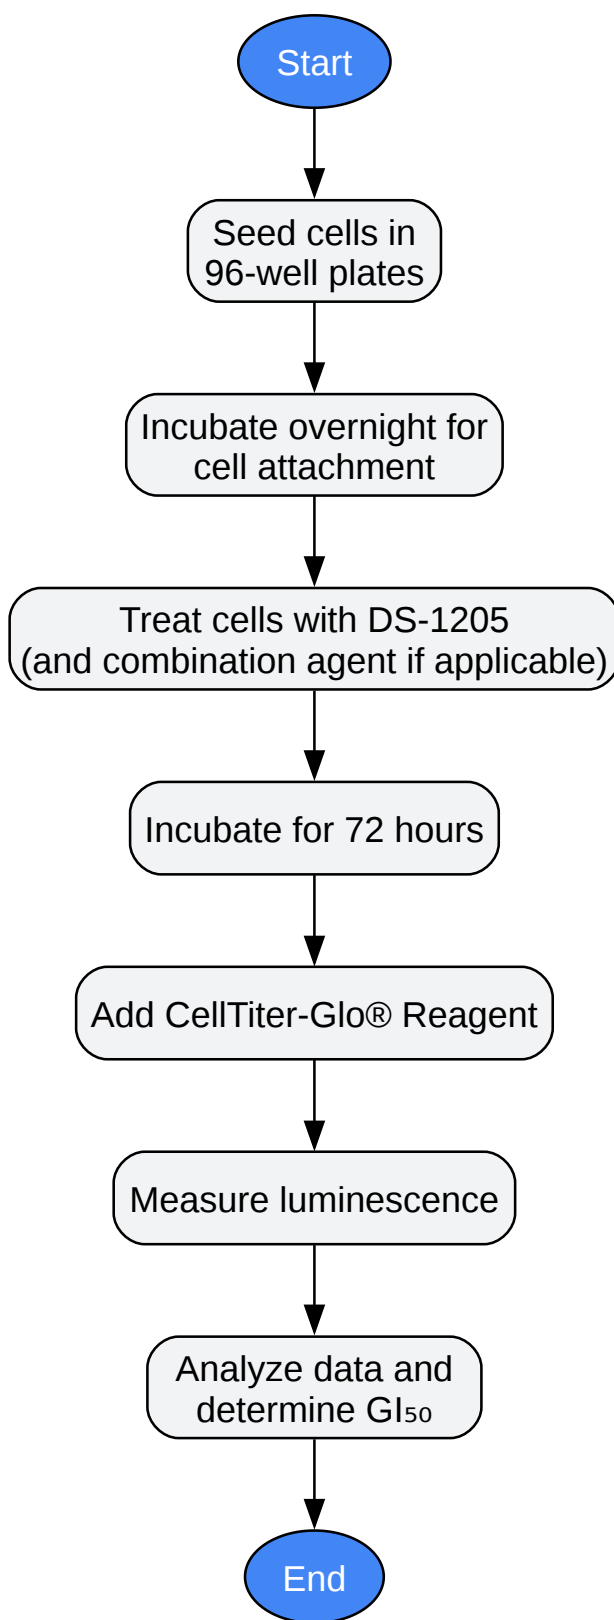 Start
Seed cells in
96-well plates
Incubate overnight for
cell attachment
Treat cells with DS-1205
(and combination agent if applicable)
Incubate for 72 hours
Add CellTiter-Glo® Reagent
Measure luminescence
Analyze data and
determine GI₅₀
End